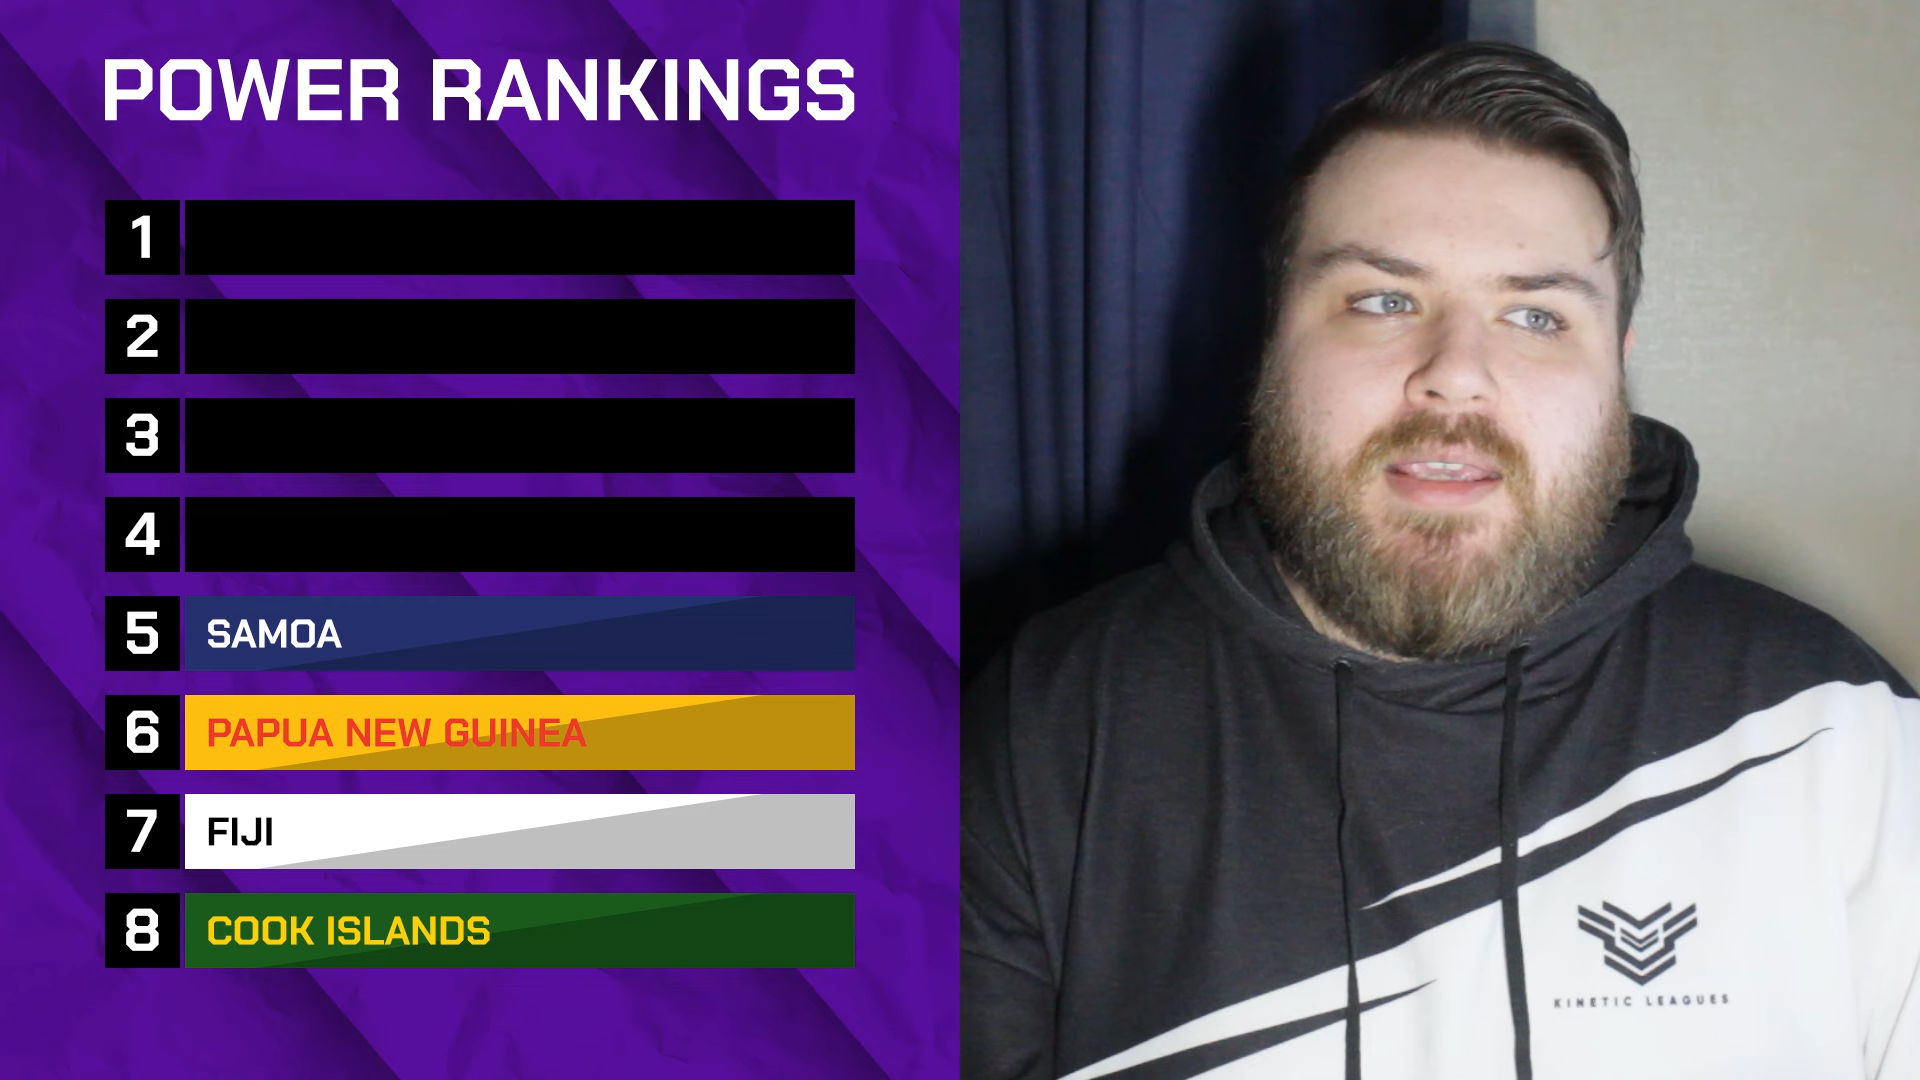 POWER RANKINGS
1
2
3
4
5 SAMOA
6 PAPUA NEW GUINEA
7 FIJI
8 COOK ISLANDS
KINETIC LEAGUES